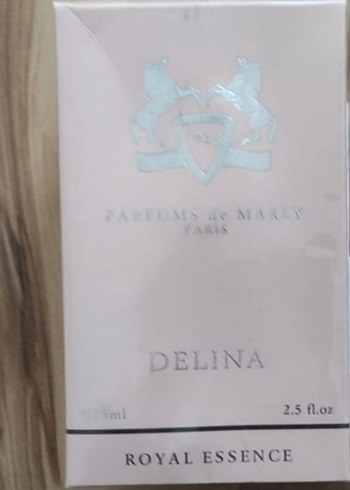 PARFUMS de MARLY
PARIS
DELINA
75ml
2.5 fl.oz
ROYAL ESSENCE